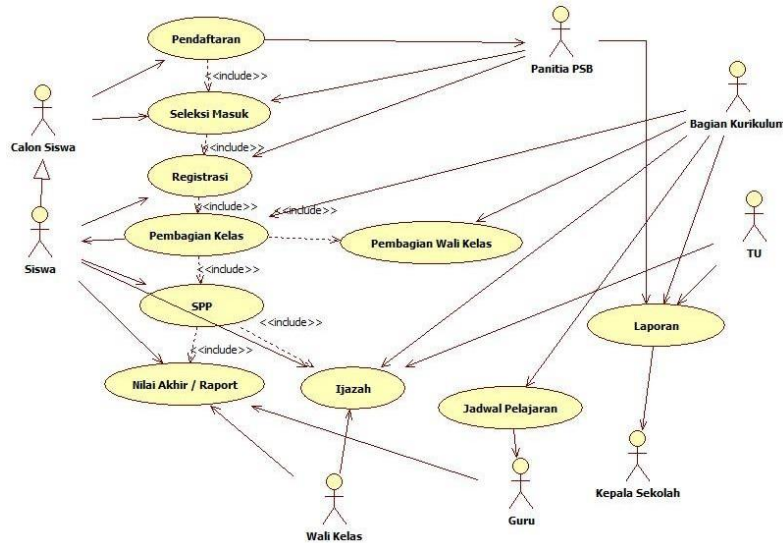 Pendaftaran
Panitia PSB
<<include>>
Seleksi Masuk
Calon Siswa
Bagian Kurikulum
<<include>>
Registrasi
<<include>>
<<include>>
Pembagian Kelas
Pembagian Wali Kelas
Siswa
TU
<<include>>
SPP
<<include>>
Laporan
<<include>>
Nilai Akhir / Raport
Ijazah
Jadwal Pelajaran
Kepala Sekolah
Guru
Wali Kelas